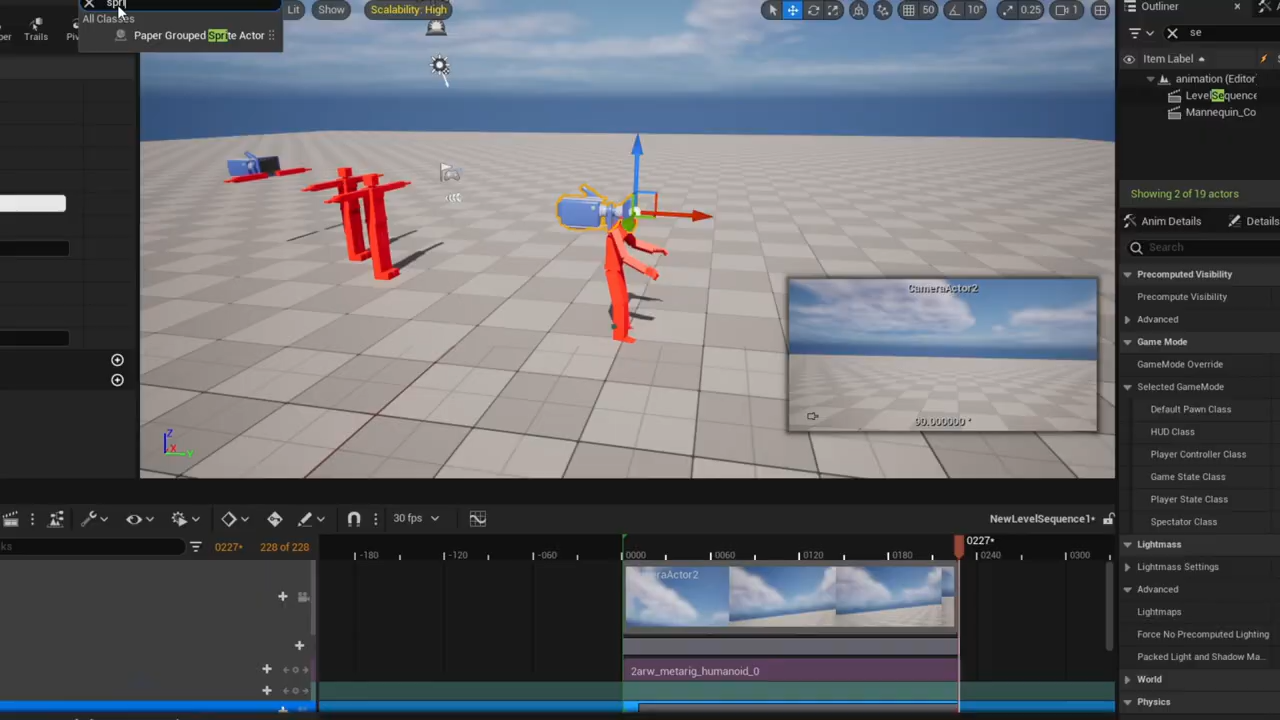 spri
Lit
Show
Scalability: High
50
10°
0.25
1
Outliner
All Classes
Trails
Paper Grouped Sprite Actor
se
Item Label
animation (Editor
LevelSequence
Mannequin_Co
Showing 2 of 19 actors
Anim Details
Details
Search
Precomputed Visibility
Precompute Visibility
Advanced
Game Mode
GameMode Override
Selected GameMode
Default Pawn Class
HUD Class
Player Controller Class
Game State Class
Player State Class
Spectator Class
Lightmass
Lightmass Settings
Advanced
Lightmaps
Force No Precomputed Lighting
Packed Light and Shadow Ma...
World
Physics
CameraActor2
90.000000 °
Z
X
Y
30 fps
NewLevelSequence1*
0227*
228 of 228
-180
-120
-060
0000
0060
0120
0180
0240
0300
0227*
eraActor2
2arw_metarig_humanoid_0